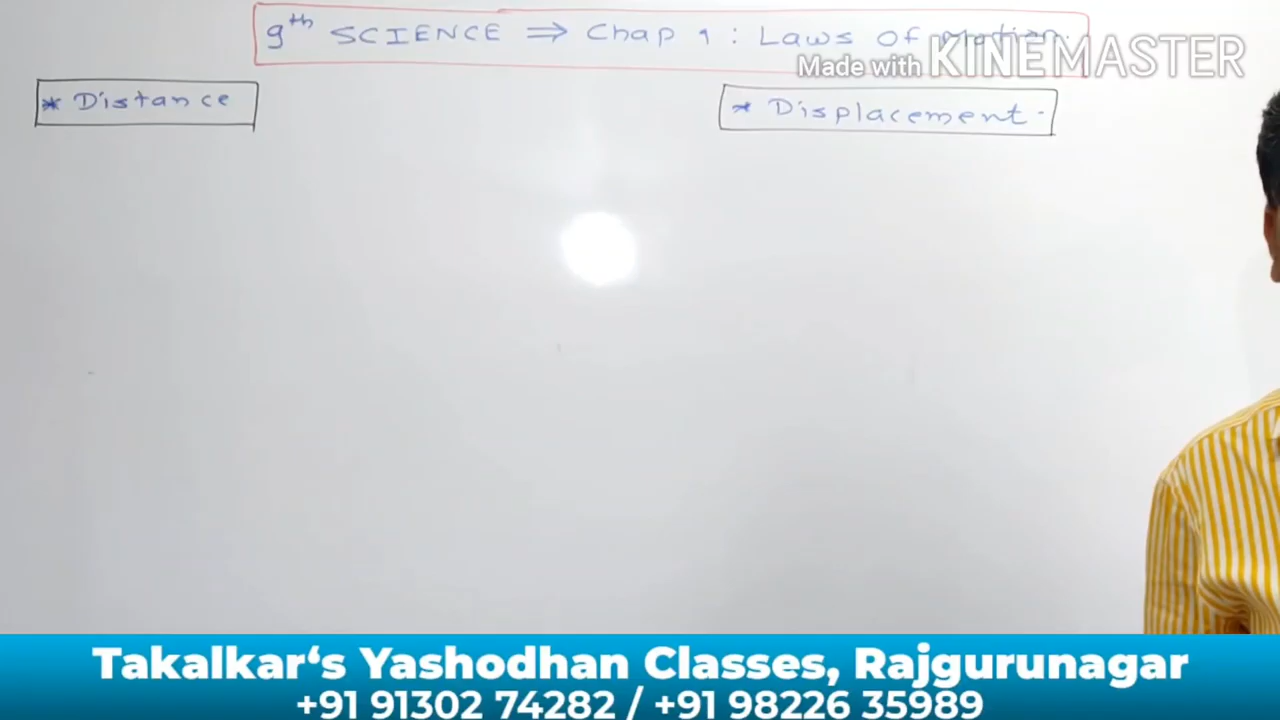 9th SCIENCE ⇒ Chap 1 : Laws of Motion.
Made with KINEMASTER
* Distance
* Displacement.
Takalkar‘s Yashodhan Classes, Rajgurunagar
+91 91302 74282 / +91 98226 35989